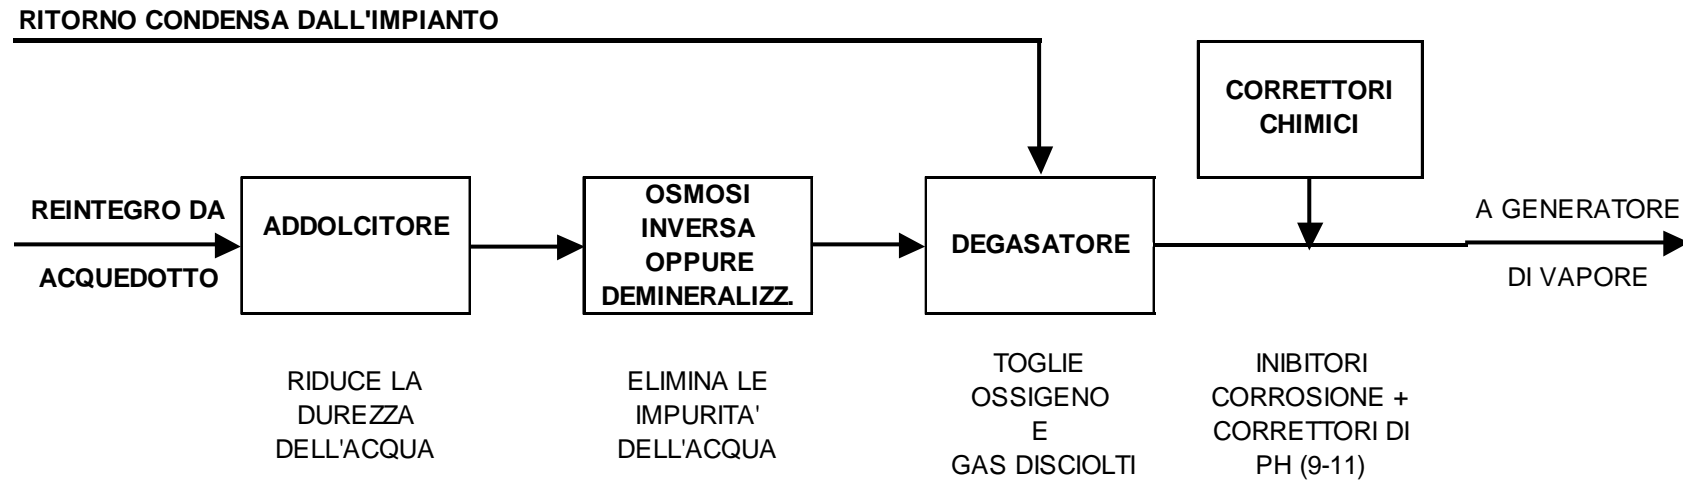 RITORNO CONDENSA DALL'IMPIANTO
CORRETTORI
CHIMICI
REINTEGRO DA
ACQUEDOTTO
ADDOLCITORE
OSMOSI
INVERSA
OPPURE
DEMINERALIZZ.
DEGASATORE
A GENERATORE
DI VAPORE
RIDUCE LA
DUREZZA
DELL'ACQUA
ELIMINA LE
IMPURITA'
DELL'ACQUA
TOGLIE
OSSIGENO
E
GAS DISCIOLTI
INIBITORI
CORROSIONE +
CORRETTORI DI
PH (9-11)